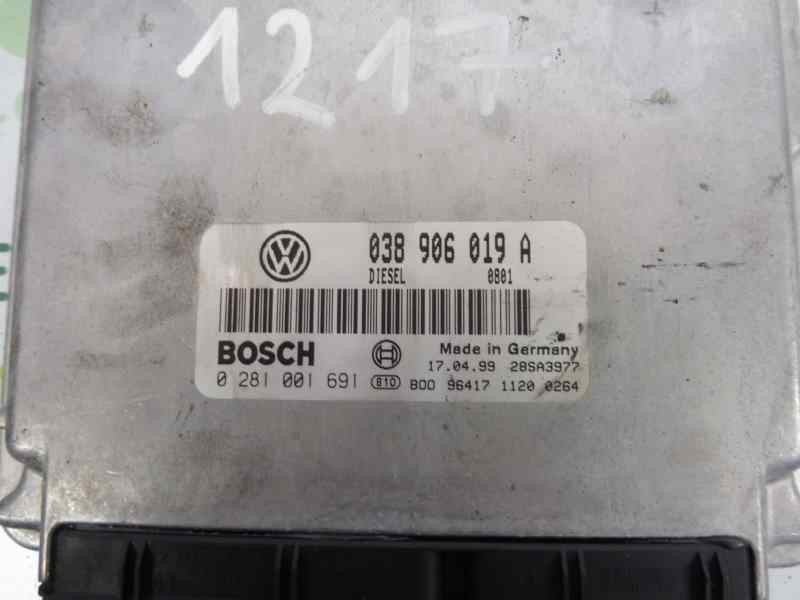 1217
038 906 019 A
DIESEL 0801
BOSCH Made in Germany
17.04.99 28SA3977
0 281 001 691 810 B00 96417 1120 0264